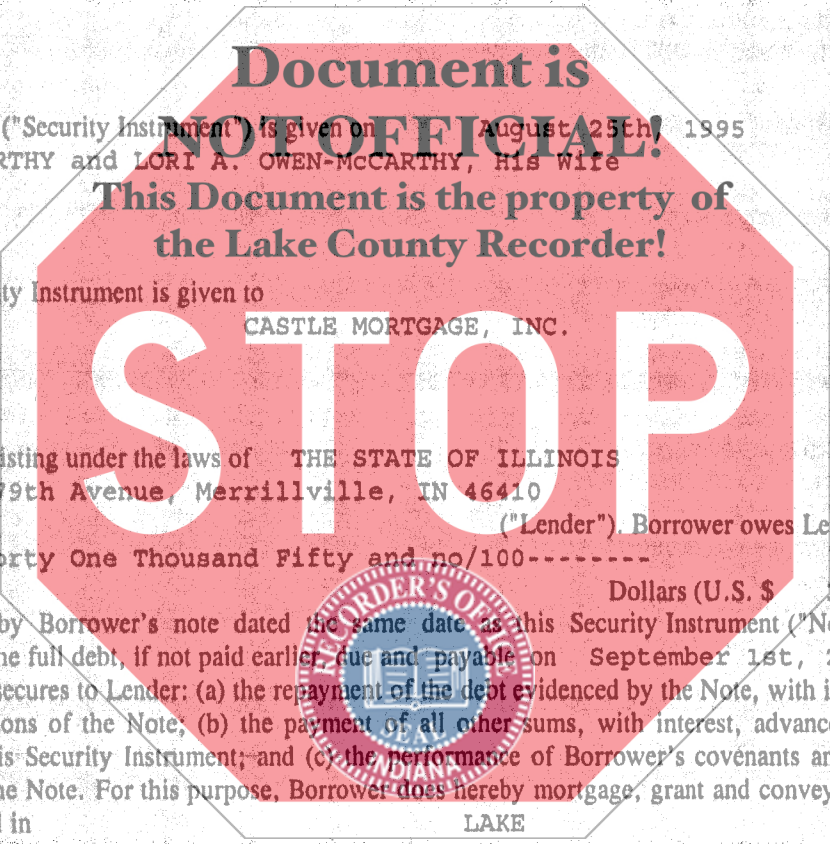 Document is
NOT OFFICIAL!
This Document is the property of
the Lake County Recorder!
STOP
("Security Instrument") is given on August 25th, 1995
RTHY and LORI A. OWEN-McCARTHY, His Wife
ty Instrument is given to
CASTLE MORTGAGE, INC.
isting under the laws of THE STATE OF ILLINOIS
79th Avenue, Merrillville, IN 46410
("Lender"). Borrower owes Le
orty One Thousand Fifty and no/100---------
Dollars (U.S. $
by Borrower's note dated the same date as this Security Instrument ("No
he full debt, if not paid earlier, due and payable on September 1st, 2
secures to Lender: (a) the repayment of the debt evidenced by the Note, with i
ons of the Note; (b) the payment of all other sums, with interest, advance
is Security Instrument; and (c) the performance of Borrower's covenants an
he Note. For this purpose, Borrower does hereby mortgage, grant and convey
d in LAKE
RECORDER'S OFFICE
SEAL
INDIANA